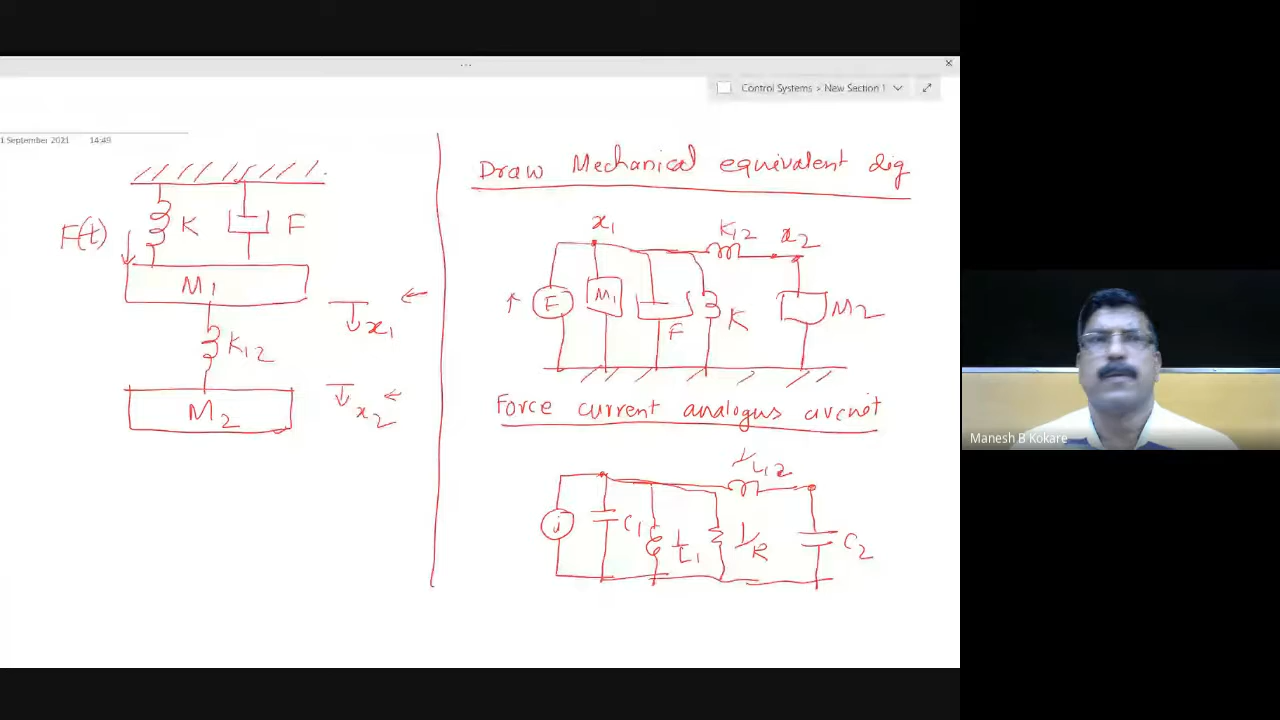 ...
Control Systems > New Section 1
1 September 2021 14:49
K
F
F(t)
M1
x1
K12
M2
x2
Draw Mechanical equivalent dig
x1
K12
x2
F
M1
F
K
M2
Force current analogus circuit
1/L12
i
C1
1/L1
1/R
C2
Manesh B Kokare